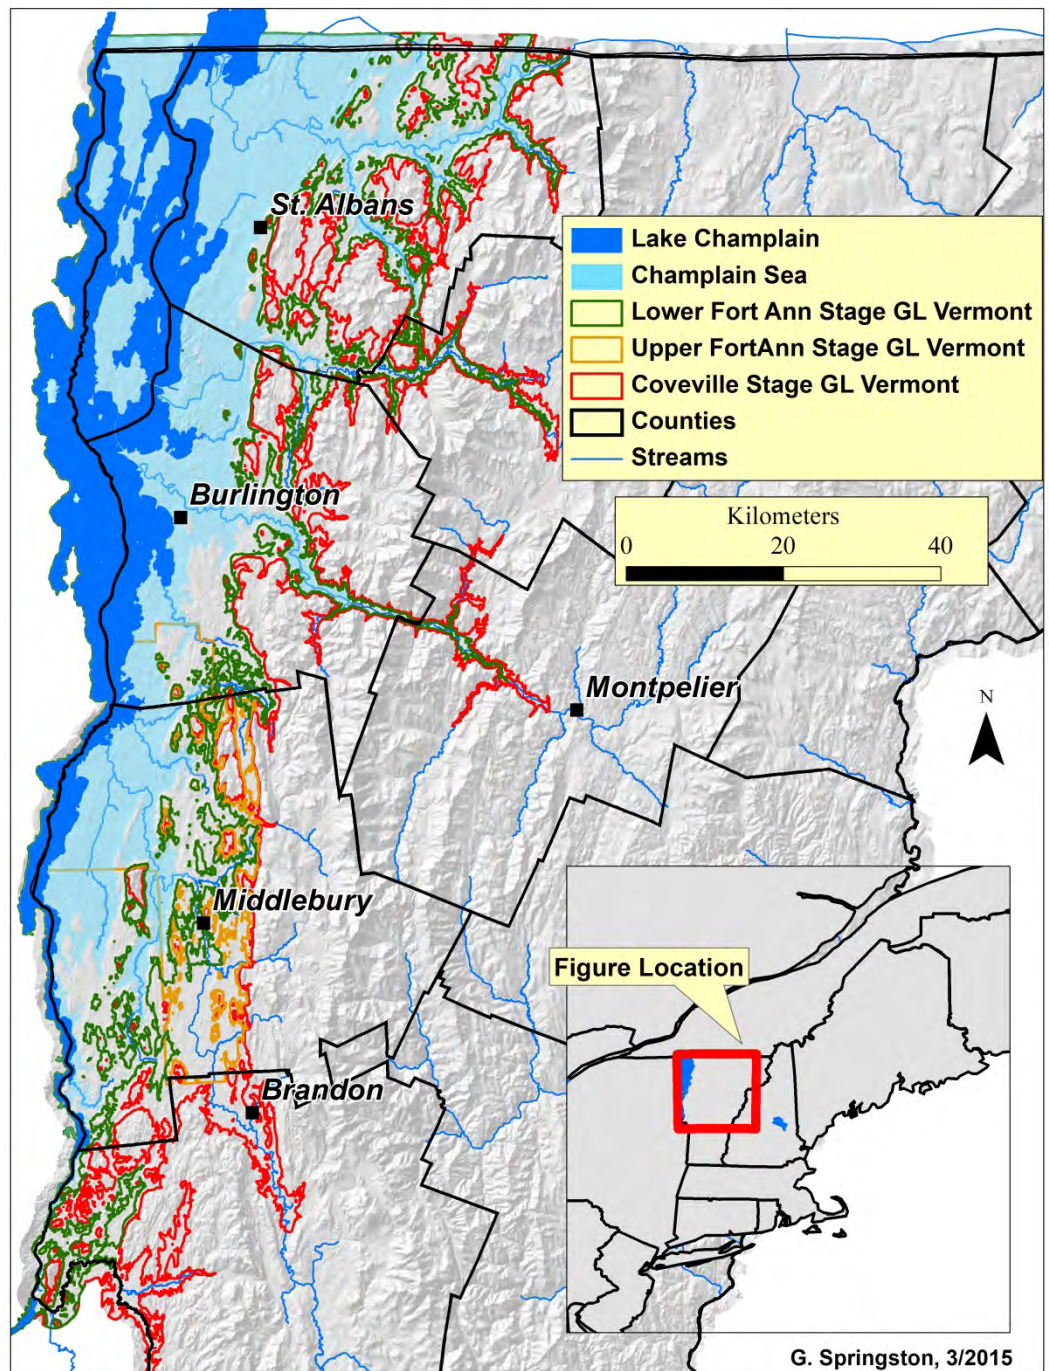 St. Albans
Lake Champlain
Champlain Sea
Lower Fort Ann Stage GL Vermont
Upper FortAnn Stage GL Vermont
Coveville Stage GL Vermont
Counties
Streams
Burlington
Kilometers
0 20 40
Montpelier
N
Middlebury
Figure Location
Brandon
G. Springston, 3/2015